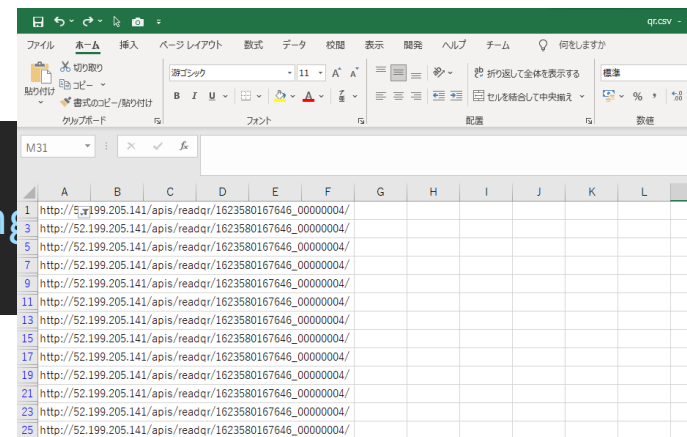 qr.csv -
ファイル ホーム 挿入 ページ レイアウト 数式 データ 校閲 表示 開発 ヘルプ チーム 何をしますか
貼り付け 切り取り コピー 書式のコピー/貼り付け
クリップボード
游ゴシック 11 A A
B I U A
フォント
ab 折り返して全体を表示する
セルを結合して中央揃え
配置
標準
% , .00
数値
M31 fx
A B C D E F G H I J K L
1 http://5 .199.205.141/apis/readqr/1623580167646_00000004/
3 http://52.199.205.141/apis/readqr/1623580167646_00000004/
5 http://52.199.205.141/apis/readqr/1623580167646_00000004/
7 http://52.199.205.141/apis/readqr/1623580167646_00000004/
9 http://52.199.205.141/apis/readqr/1623580167646_00000004/
11 http://52.199.205.141/apis/readqr/1623580167646_00000004/
13 http://52.199.205.141/apis/readqr/1623580167646_00000004/
15 http://52.199.205.141/apis/readqr/1623580167646_00000004/
17 http://52.199.205.141/apis/readqr/1623580167646_00000004/
19 http://52.199.205.141/apis/readqr/1623580167646_00000004/
21 http://52.199.205.141/apis/readqr/1623580167646_00000004/
23 http://52.199.205.141/apis/readqr/1623580167646_00000004/
25 http://52.199.205.141/apis/readqr/1623580167646_00000004/